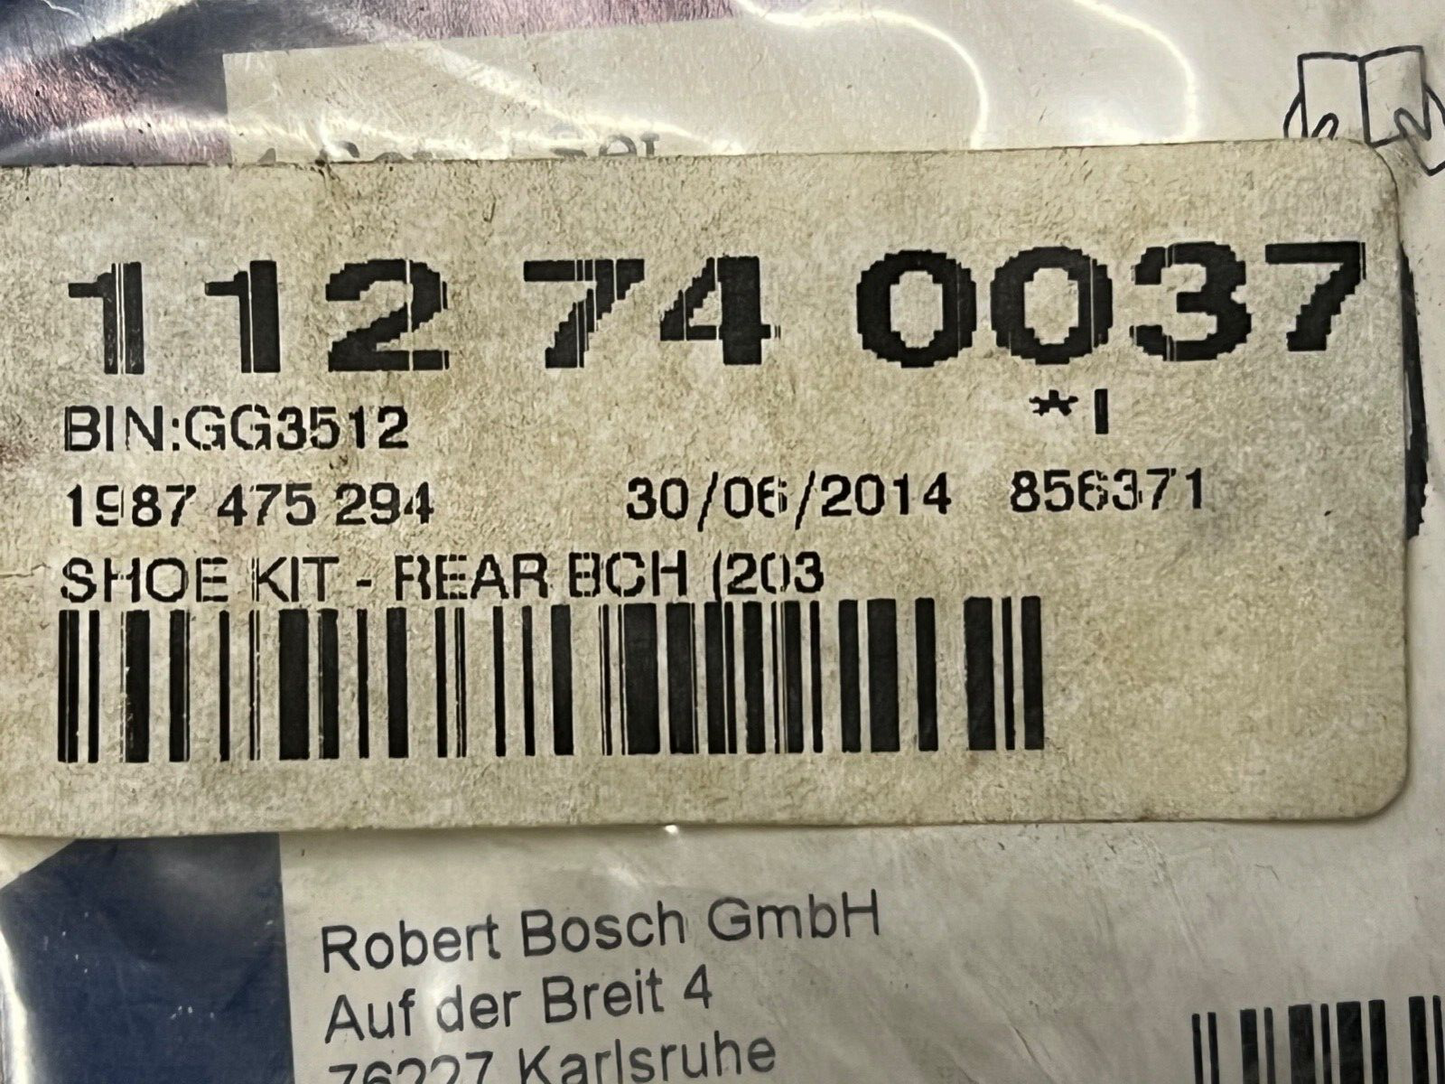 112 74 0037
BIN:GG3512 *I
1987 475 294 30/06/2014 856371
SHOE KIT - REAR BCH (203
Robert Bosch GmbH
Auf der Breit 4
76227 Karlsruhe